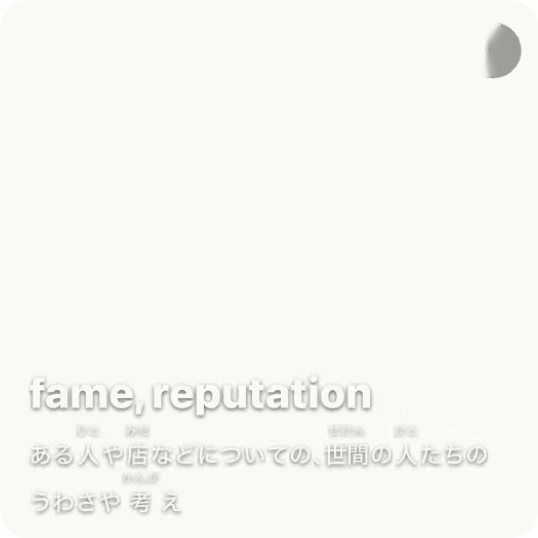 fame, reputation
ある人や店などについての、世間の人たちの
うわさや考え